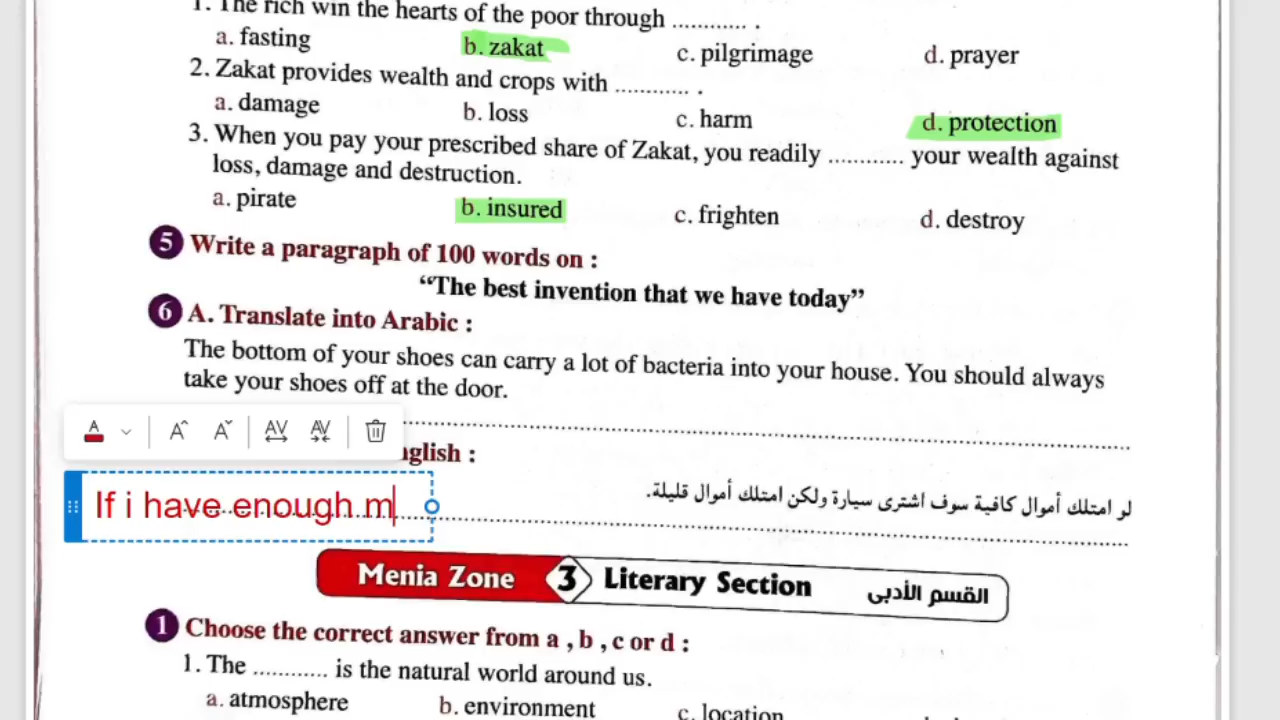 1. The rich win the hearts of the poor through ............ .
a. fasting b. zakat c. pilgrimage d. prayer
2. Zakat provides wealth and crops with ............ .
a. damage b. loss c. harm d. protection
3. When you pay your prescribed share of Zakat, you readily ............ your wealth against
loss, damage and destruction.
a. pirate b. insured c. frighten d. destroy
5 Write a paragraph of 100 words on :
“The best invention that we have today”
6 A. Translate into Arabic :
The bottom of your shoes can carry a lot of bacteria into your house. You should always
take your shoes off at the door.
A AV AV
:
If i have enough m
لو امتلك أموال كافية سوف اشترى سيارة ولكن امتلك أموال قليلة.
Menia Zone 3 Literary Section القسم الأدبى
1 Choose the correct answer from a , b , c or d :
1. The ............ is the natural world around us.
a. atmosphere b. environment c. location